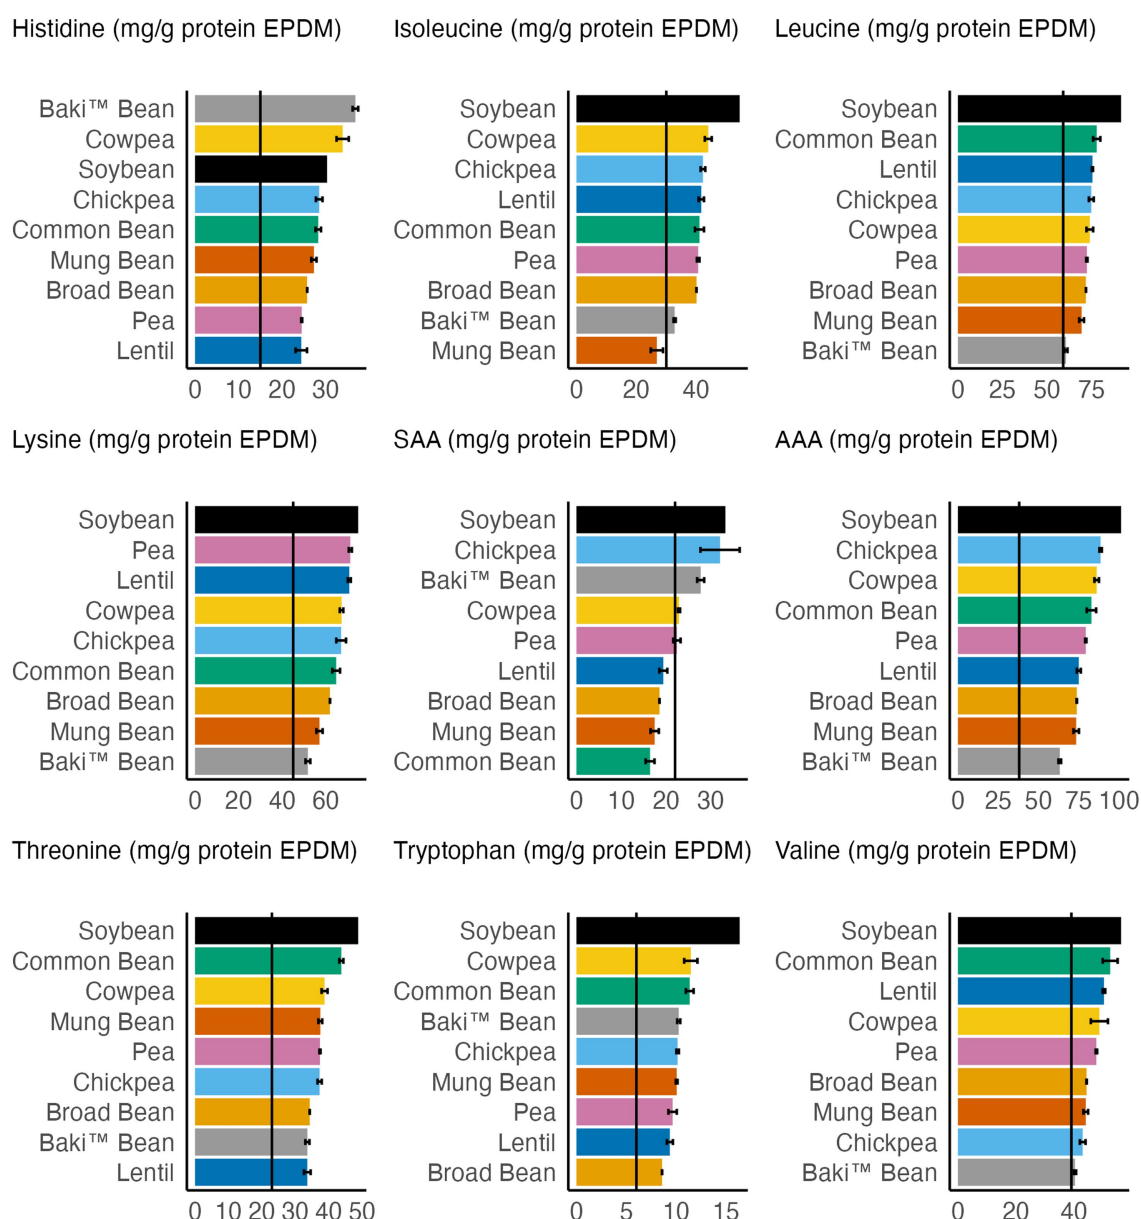 Histidine (mg/g protein EPDM)
Baki™ Bean
Cowpea
Soybean
Chickpea
Common Bean
Mung Bean
Broad Bean
Pea
Lentil
0 10 20 30
Isoleucine (mg/g protein EPDM)
Soybean
Cowpea
Chickpea
Lentil
Common Bean
Pea
Broad Bean
Baki™ Bean
Mung Bean
0 20 40
Leucine (mg/g protein EPDM)
Soybean
Common Bean
Lentil
Chickpea
Cowpea
Pea
Broad Bean
Mung Bean
Baki™ Bean
0 25 50 75
Lysine (mg/g protein EPDM)
Soybean
Pea
Lentil
Cowpea
Chickpea
Common Bean
Broad Bean
Mung Bean
Baki™ Bean
0 20 40 60
SAA (mg/g protein EPDM)
Soybean
Chickpea
Baki™ Bean
Cowpea
Pea
Lentil
Broad Bean
Mung Bean
Common Bean
0 10 20 30
AAA (mg/g protein EPDM)
Soybean
Chickpea
Cowpea
Common Bean
Pea
Lentil
Broad Bean
Mung Bean
Baki™ Bean
0 25 50 75 100
Threonine (mg/g protein EPDM)
Soybean
Common Bean
Cowpea
Mung Bean
Pea
Chickpea
Broad Bean
Baki™ Bean
Lentil
0 10 20 30 40 50
Tryptophan (mg/g protein EPDM)
Soybean
Cowpea
Common Bean
Baki™ Bean
Chickpea
Mung Bean
Pea
Lentil
Broad Bean
0 5 10 15
Valine (mg/g protein EPDM)
Soybean
Common Bean
Lentil
Cowpea
Pea
Broad Bean
Mung Bean
Chickpea
Baki™ Bean
0 20 40